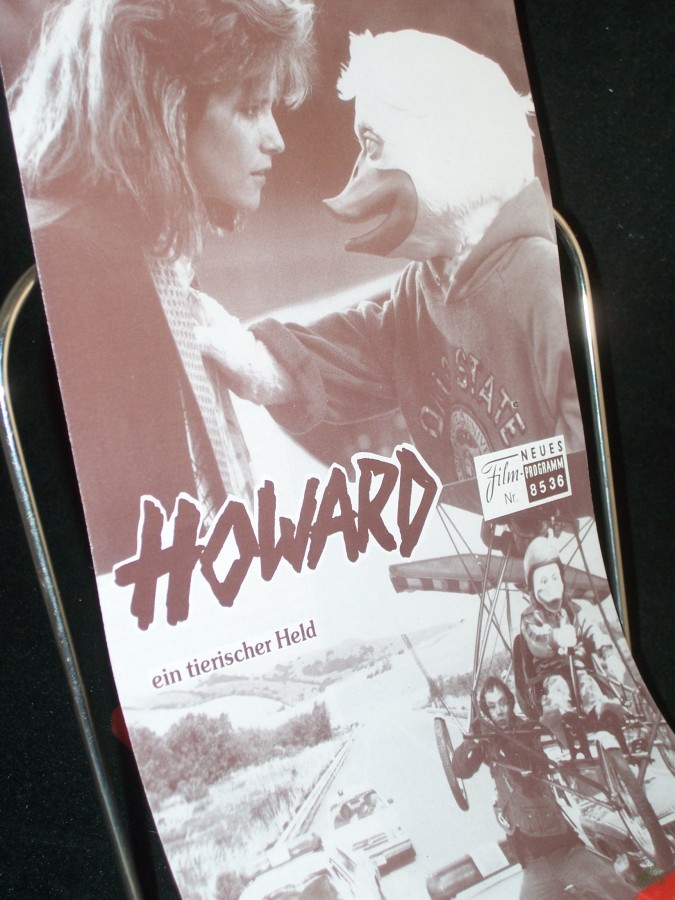 STATE
NEUES
Film-PROGRAMM
Nr. 8536
HOWARD
ein tierischer Held